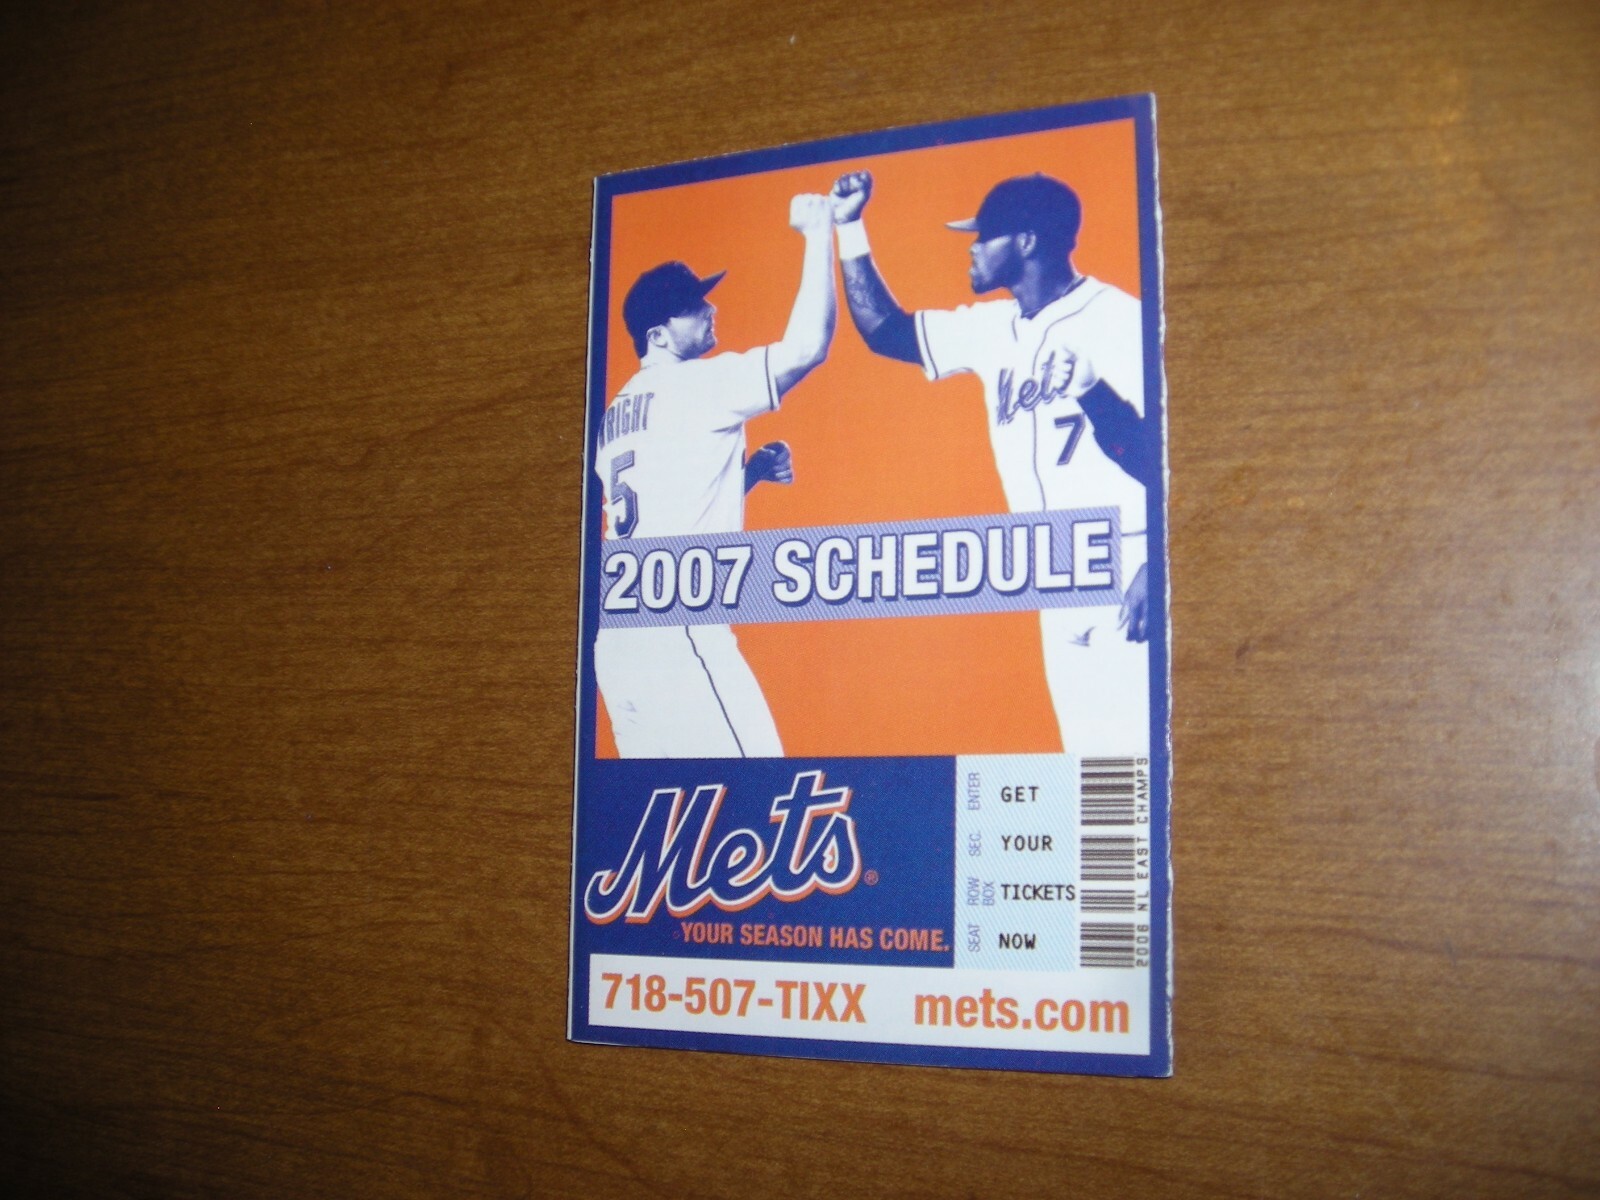 WRIGHT
5
Mets
7
2007 SCHEDULE
Mets®
YOUR SEASON HAS COME.
ENTER GET
SEC. YOUR
ROW BOX TICKETS
SEAT NOW
2006 NL EAST CHAMPS
718-507-TIXX mets.com